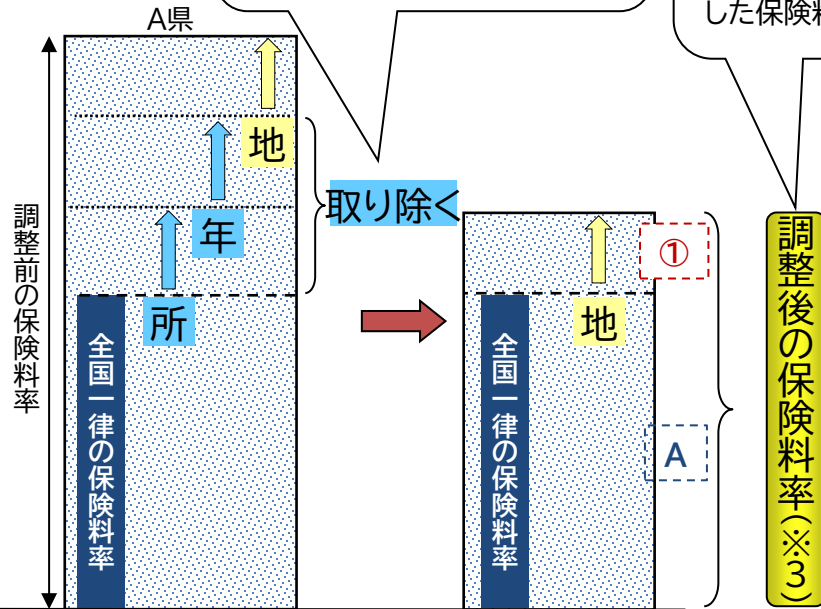 した保険料
A県
地
年
所
取り除く
調整前の保険料率
全国一律の保険料率
①
地
A
全国一律の保険料率
調整後の保険料率(※3)